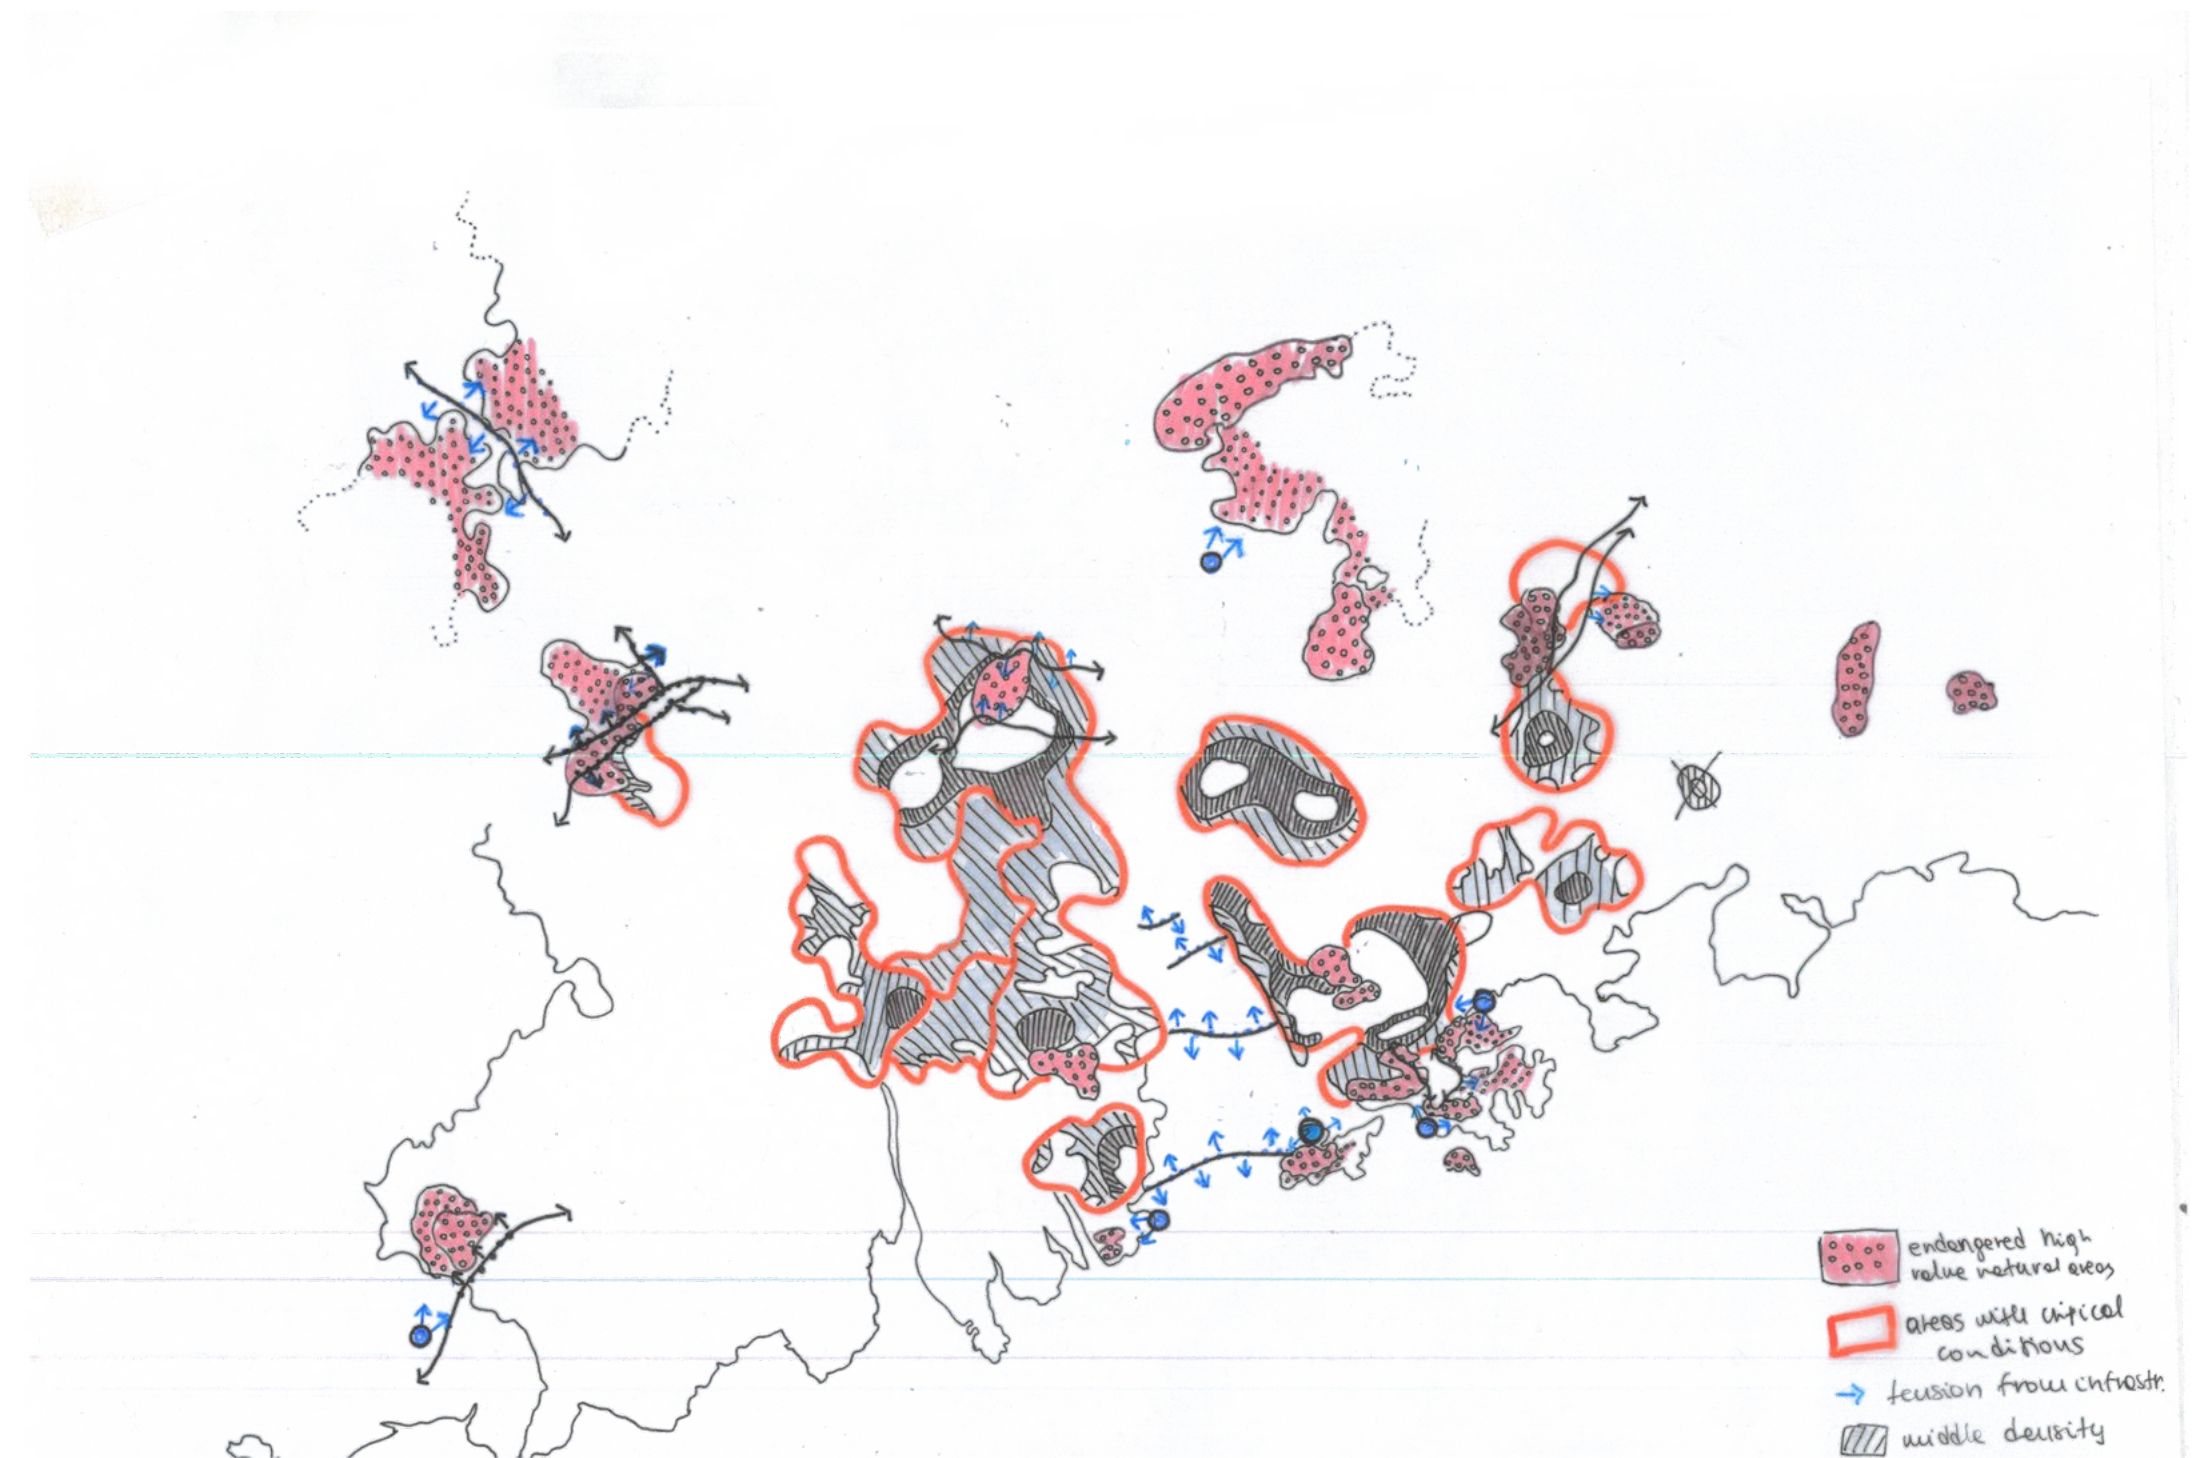 endangered high
value natural areas
areas with critical
conditions
tension from infrastr.
middle density